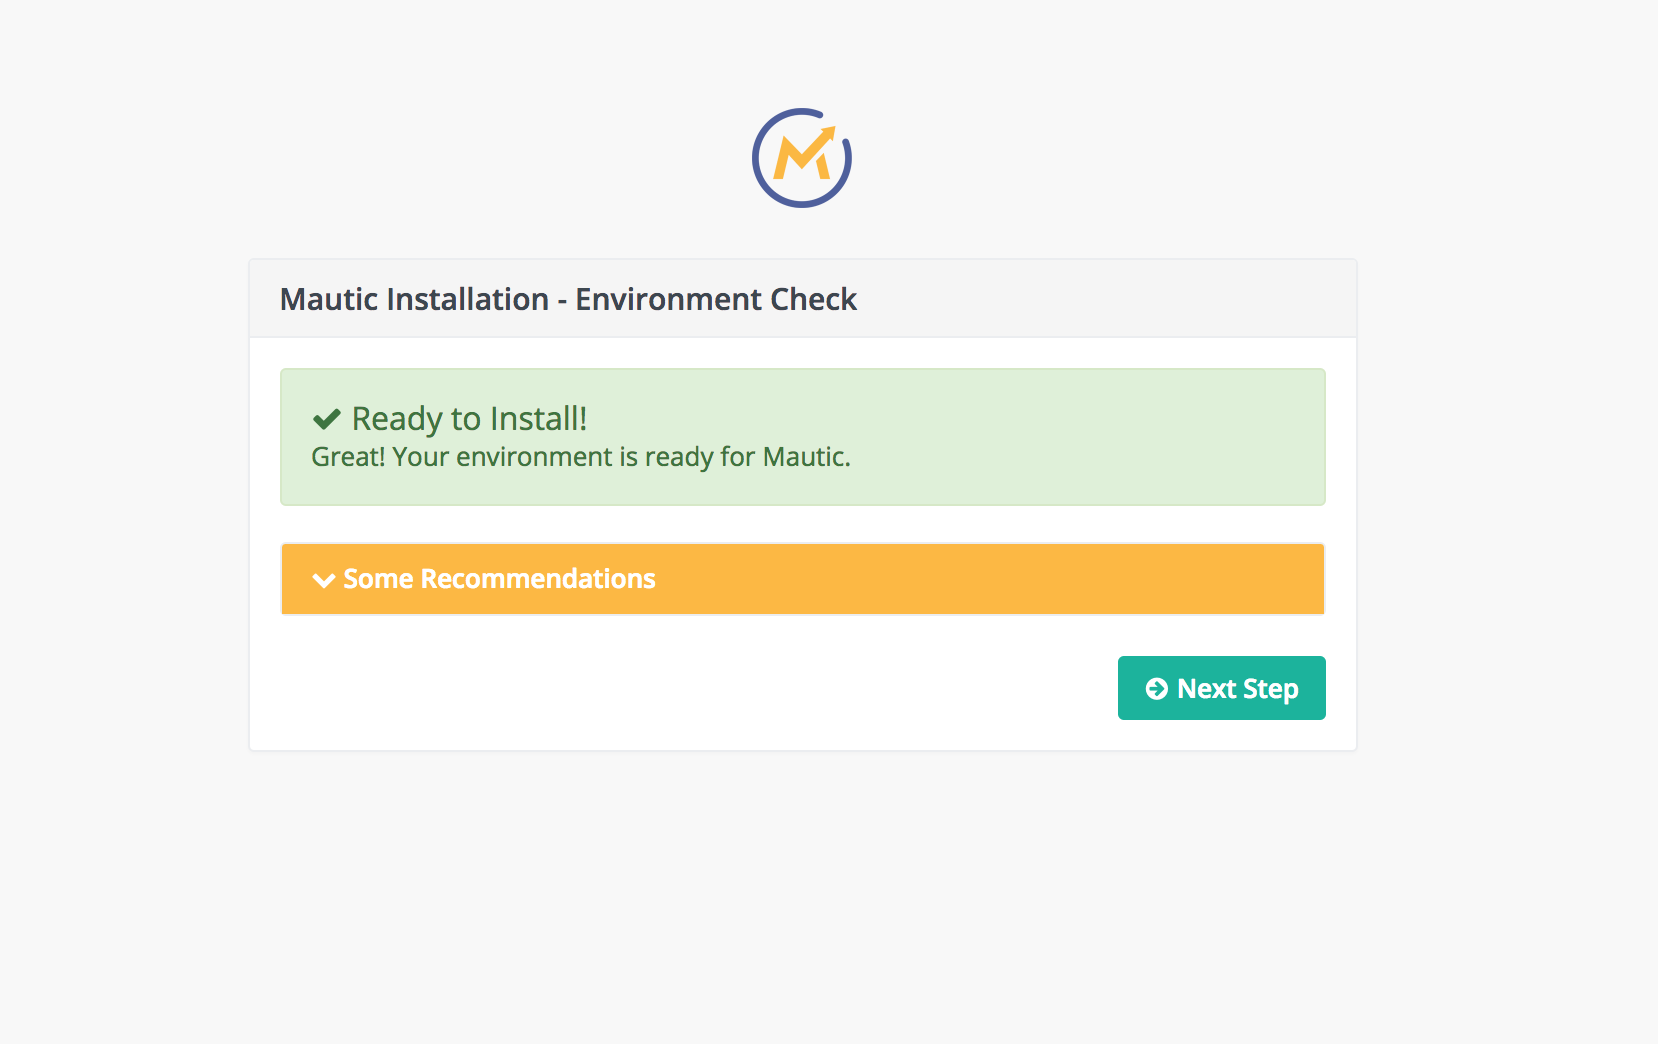 Mautic Installation - Environment Check
Ready to Install!
Great! Your environment is ready for Mautic.
Some Recommendations
Next Step